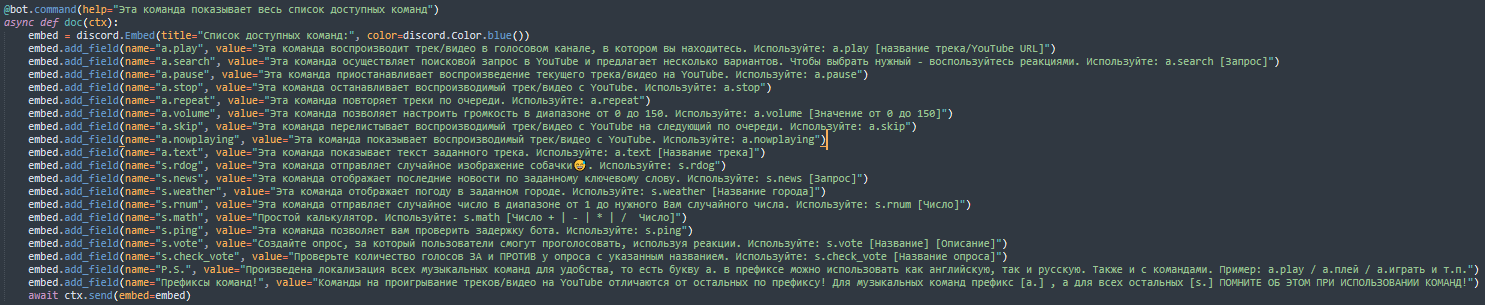 @bot.command(help="Эта команда показывает весь список доступных команд")
async def doc(ctx):
    embed = discord.Embed(title="Список доступных команд:", color=discord.Color.blue())
    embed.add_field(name="a.play", value="Эта команда воспроизводит трек/видео в голосовом канале, в котором вы находитесь. Используйте: a.play [название трека/YouTube URL]")
    embed.add_field(name="a.search", value="Эта команда осуществляет поисковой запрос в YouTube и предлагает несколько вариантов. Чтобы выбрать нужный - воспользуйтесь реакциями. Используйте: a.search [Запрос]")
    embed.add_field(name="a.pause", value="Эта команда приостанавливает воспроизведение текущего трека/видео на YouTube. Используйте: a.pause")
    embed.add_field(name="a.stop", value="Эта команда останавливает воспроизводимый трек/видео с YouTube. Используйте: a.stop")
    embed.add_field(name="a.repeat", value="Эта команда повторяет треки по очереди. Используйте: a.repeat")
    embed.add_field(name="a.volume", value="Эта команда позволяет настроить громкость в диапазоне от 0 до 150. Используйте: a.volume [Значение от 0 до 150]")
    embed.add_field(name="a.skip", value="Эта команда перелистывает воспроизводимый трек/видео с YouTube на следующий по очереди. Используйте: a.skip")
    embed.add_field(name="a.nowplaying", value="Эта команда показывает воспроизводимый трек/видео с YouTube. Используйте: a.nowplaying")
    embed.add_field(name="a.text", value="Эта команда показывает текст заданного трека. Используйте: a.text [Название трека]")
    embed.add_field(name="s.rdog", value="Эта команда отправляет случайное изображение собачки😅. Используйте: s.rdog")
    embed.add_field(name="s.news", value="Эта команда отображает последние новости по заданному ключевому слову. Используйте: s.news [Запрос]")
    embed.add_field(name="s.weather", value="Эта команда отображает погоду в заданном городе. Используйте: s.weather [Название города]")
    embed.add_field(name="s.rnum", value="Эта команда отправляет случайное число в диапазоне от 1 до нужного Вам случайного числа. Используйте: s.rnum [Число]")
    embed.add_field(name="s.math", value="Простой калькулятор. Используйте: s.math [Число + | - | * | /  Число]")
    embed.add_field(name="s.ping", value="Эта команда позволяет вам проверить задержку бота. Используйте: s.ping")
    embed.add_field(name="s.vote", value="Создайте опрос, за который пользователи смогут проголосовать, используя реакции. Используйте: s.vote [Название] [Описание]")
    embed.add_field(name="s.check_vote", value="Проверьте количество голосов ЗА и ПРОТИВ у опроса с указанным названием. Используйте: s.check_vote [Название опроса]")
    embed.add_field(name="P.S.", value="Произведена локализация всех музыкальных команд для удобства, то есть букву a. в префиксе можно использовать как английскую, так и русскую. Также и с командами. Пример: a.play / а.плей / а.играть и т.п.")
    embed.add_field(name="Префиксы команд!", value="Команды на проигрывание треков/видео на YouTube отличаются от остальных по префиксу! Для музыкальных команд префикс [a.] , а для всех остальных [s.] ПОМНИТЕ ОБ ЭТОМ ПРИ ИСПОЛЬЗОВАНИИ КОМАНД!")
    await ctx.send(embed=embed)